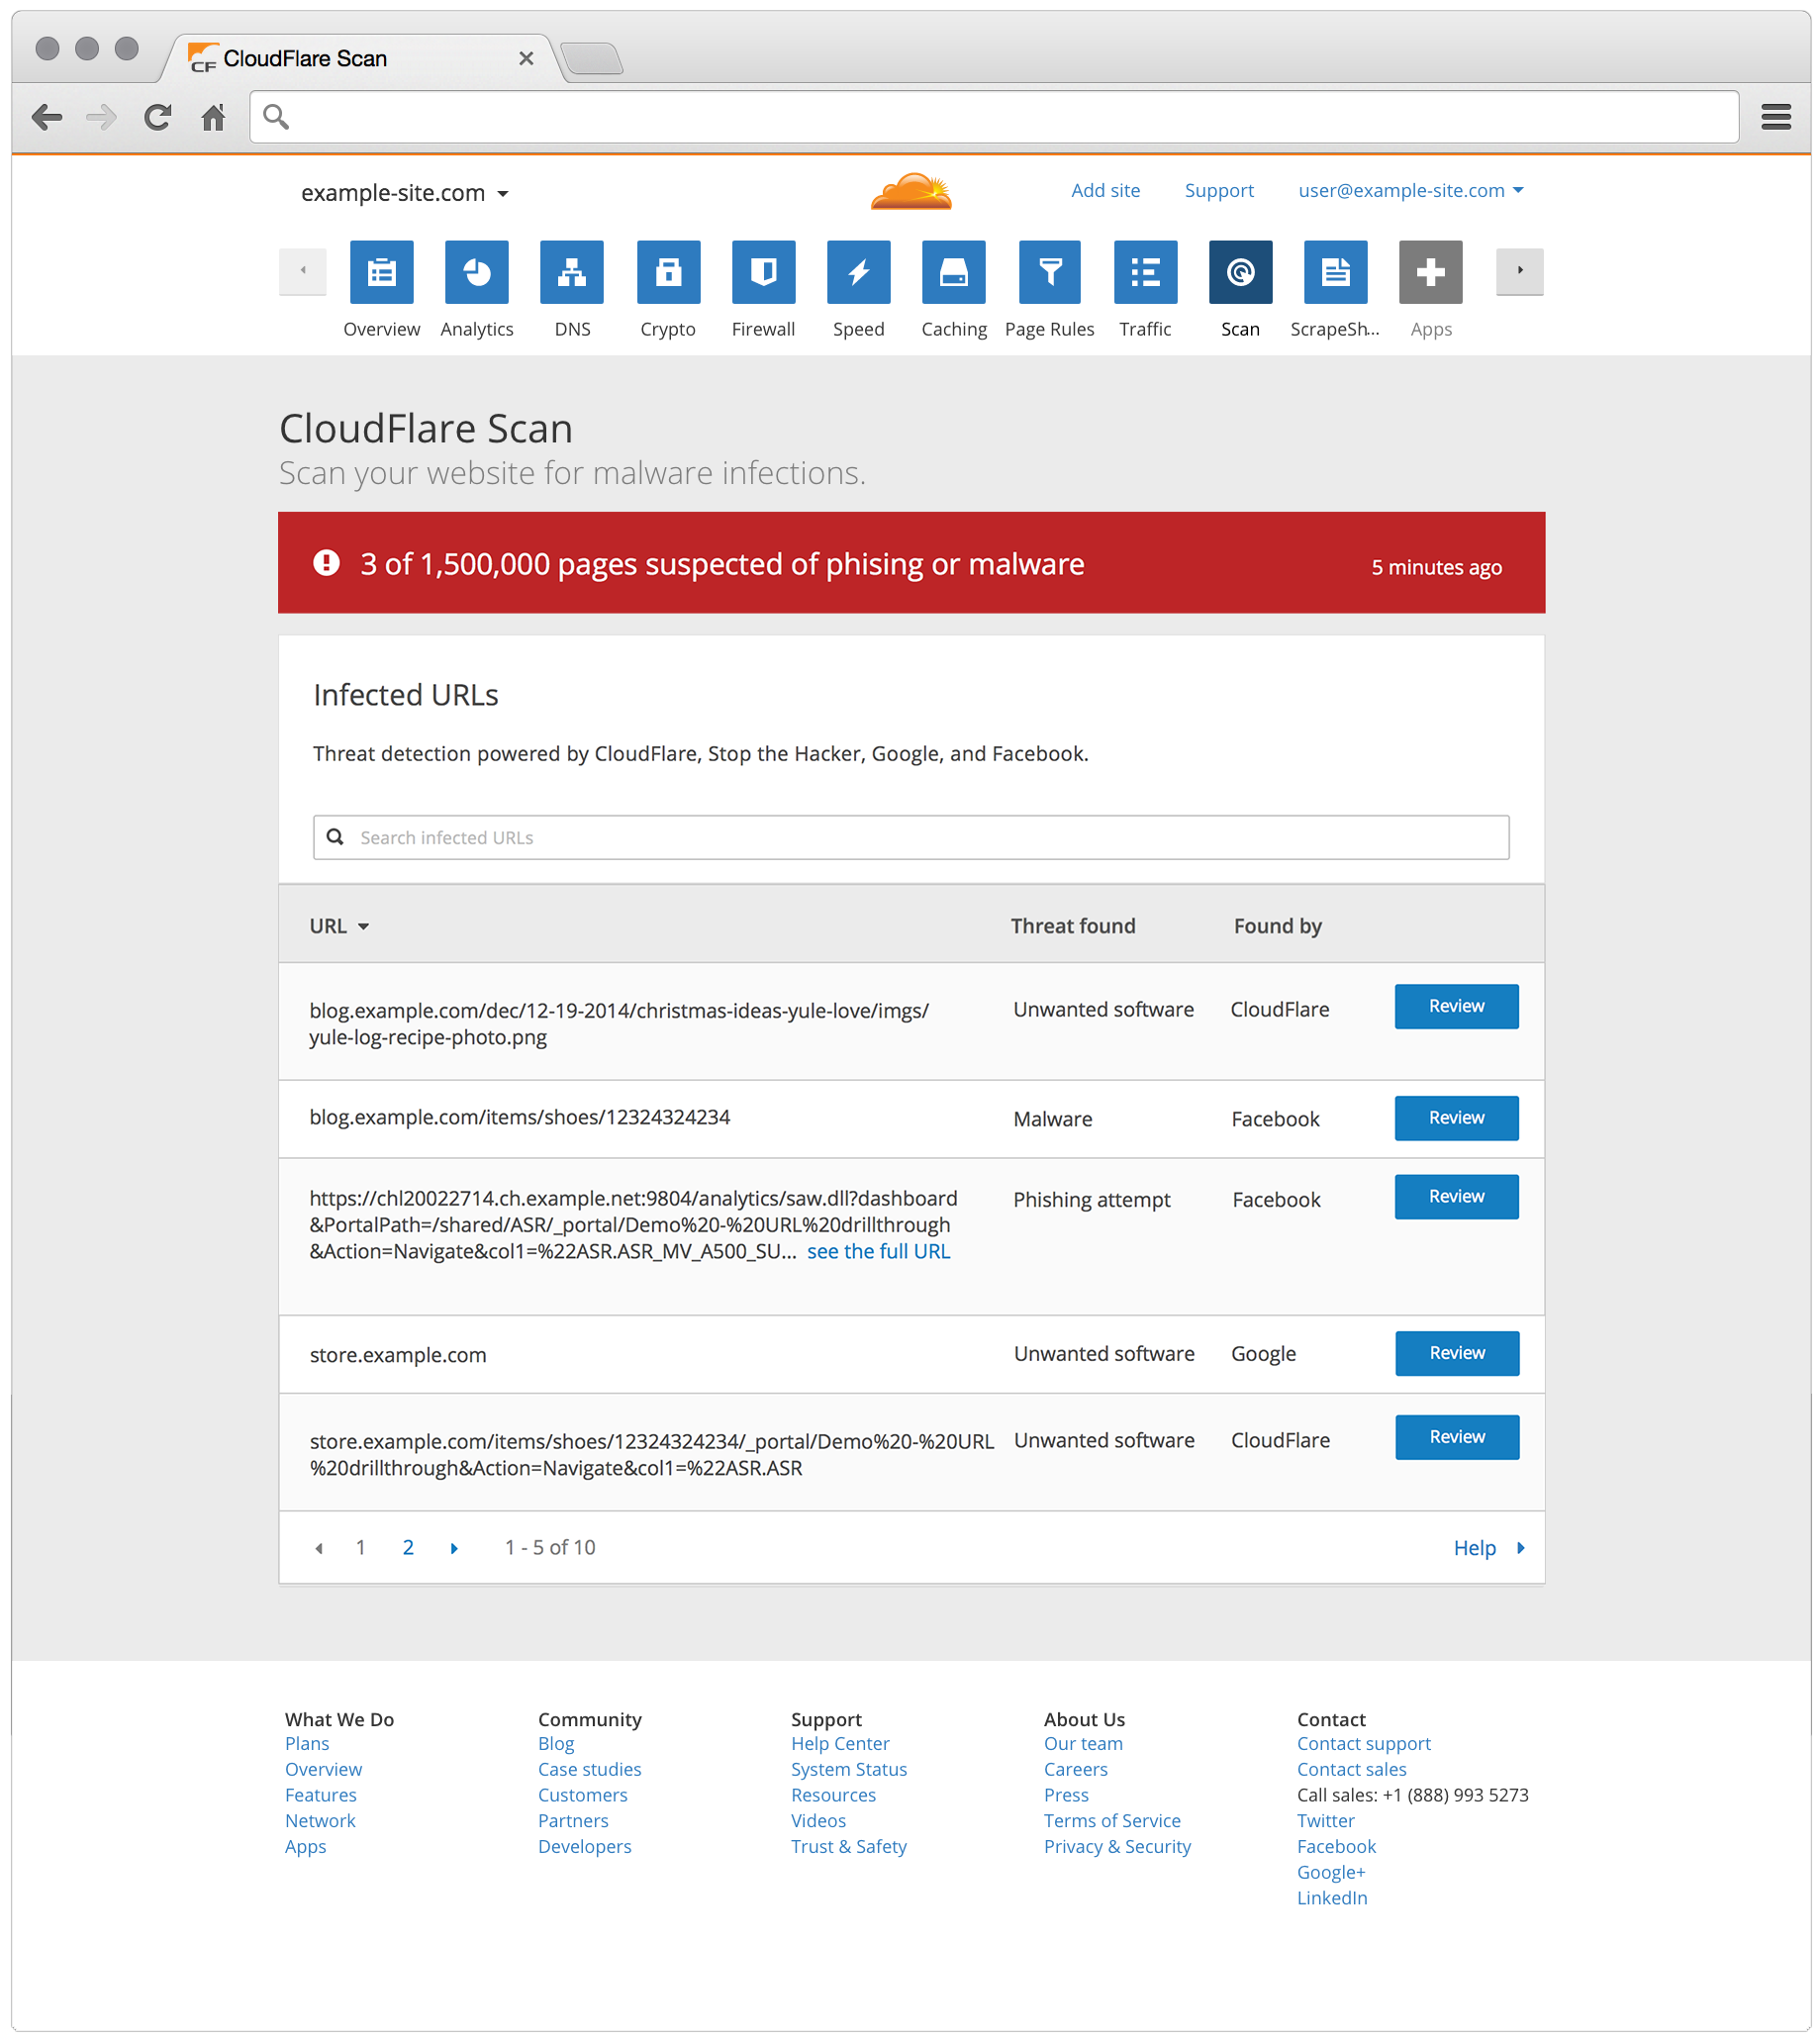 CF CloudFlare Scan
example-site.com
Add site Support user@example-site.com
Overview Analytics DNS Crypto Firewall Speed Caching Page Rules Traffic Scan ScrapeSh... Apps
CloudFlare Scan
Scan your website for malware infections.
3 of 1,500,000 pages suspected of phising or malware 5 minutes ago
Infected URLs
Threat detection powered by CloudFlare, Stop the Hacker, Google, and Facebook.
Search infected URLs
URL Threat found Found by
blog.example.com/dec/12-19-2014/christmas-ideas-yule-love/imgs/ Unwanted software CloudFlare Review
yule-log-recipe-photo.png
blog.example.com/items/shoes/12324324234 Malware Facebook Review
https://chl20022714.ch.example.net:9804/analytics/saw.dll?dashboard Phishing attempt Facebook Review
&PortalPath=/shared/ASR/_portal/Demo%20-%20URL%20drillthrough
&Action=Navigate&col1=%22ASR.ASR_MV_A500_SU... see the full URL
store.example.com Unwanted software Google Review
store.example.com/items/shoes/12324324234/_portal/Demo%20-%20URL Unwanted software CloudFlare Review
%20drillthrough&Action=Navigate&col1=%22ASR.ASR
1 2 1 - 5 of 10 Help
What We Do Community Support About Us Contact
Plans Blog Help Center Our team Contact support
Overview Case studies System Status Careers Contact sales
Features Customers Resources Press Call sales: +1 (888) 993 5273
Network Partners Videos Terms of Service Twitter
Apps Developers Trust & Safety Privacy & Security Facebook
Google+
LinkedIn